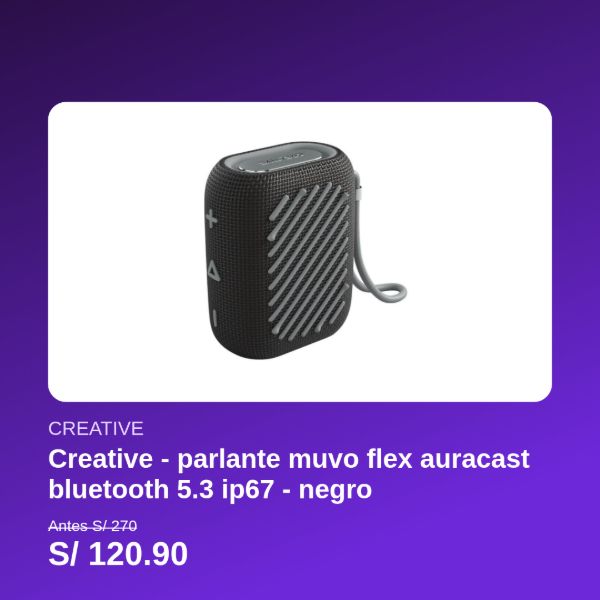 CREATIVE
Creative - parlante muvo flex auracast
bluetooth 5.3 ip67 - negro
Antes S/ 270
S/ 120.90